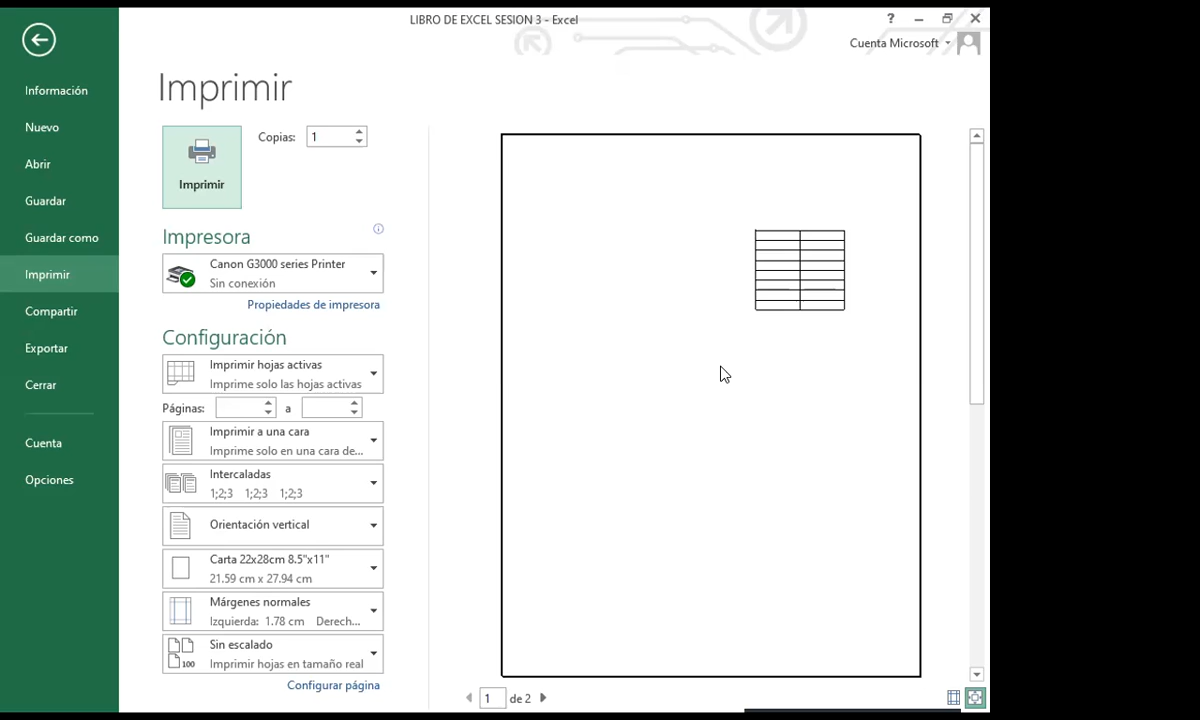 LIBRO DE EXCEL SESION 3 - Excel
?
Cuenta Microsoft
Información
Nuevo
Abrir
Guardar
Guardar como
Imprimir
Compartir
Exportar
Cerrar
Cuenta
Opciones
Imprimir
Imprimir
Copias: 1
Impresora
Canon G3000 series Printer
Sin conexión
Propiedades de impresora
Configuración
Imprimir hojas activas
Imprime solo las hojas activas
Páginas: a
Imprimir a una cara
Imprime solo en una cara de...
Intercaladas
1;2;3 1;2;3 1;2;3
Orientación vertical
Carta 22x28cm 8.5"x11"
21.59 cm x 27.94 cm
Márgenes normales
Izquierda: 1.78 cm Derech...
Sin escalado
100 Imprimir hojas en tamaño real
Configurar página
1 de 2